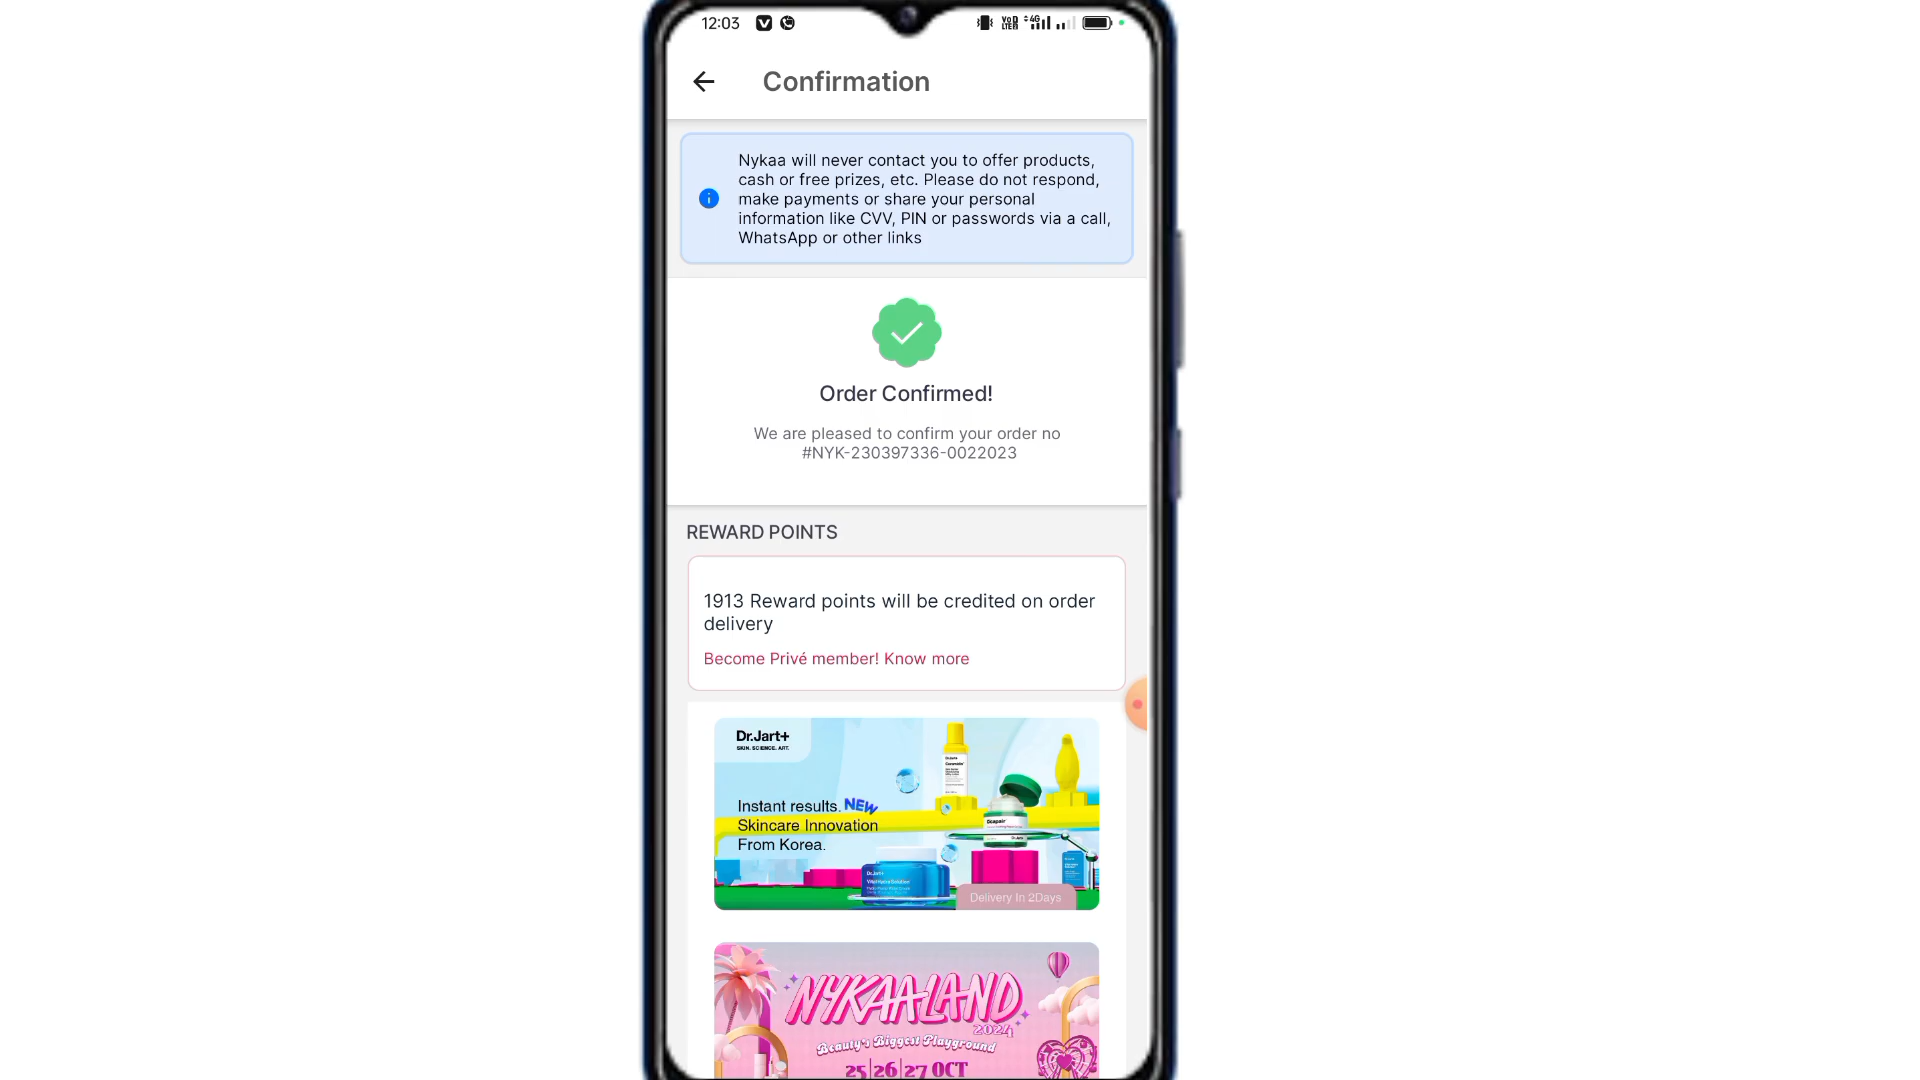 12:03
Confirmation
Nykaa will never contact you to offer products,
cash or free prizes, etc. Please do not respond,
make payments or share your personal
information like CVV, PIN or passwords via a call,
WhatsApp or other links
Order Confirmed!
We are pleased to confirm your order no
#NYK-230397336-0022023
REWARD POINTS
1913 Reward points will be credited on order
delivery
Become Privé member! Know more
Dr.Jart+
SKIN. SCIENCE. ART.
Instant results. NEW
Skincare Innovation
From Korea.
Delivery In 2Days
NYKAALAND
2024
Beauty's Biggest Playground
25|26|27 OCT